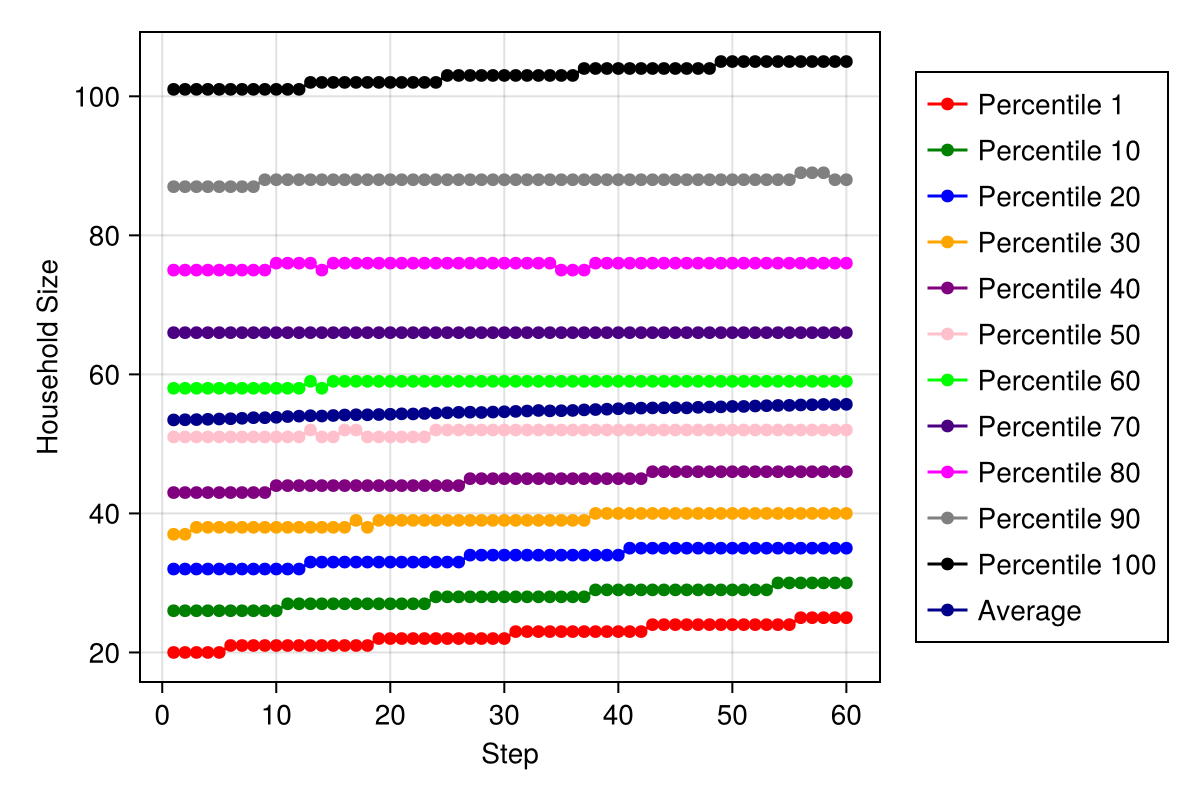 100
80
60
40
20
Household Size
0 10 20 30 40 50 60
Step
Percentile 1
Percentile 10
Percentile 20
Percentile 30
Percentile 40
Percentile 50
Percentile 60
Percentile 70
Percentile 80
Percentile 90
Percentile 100
Average